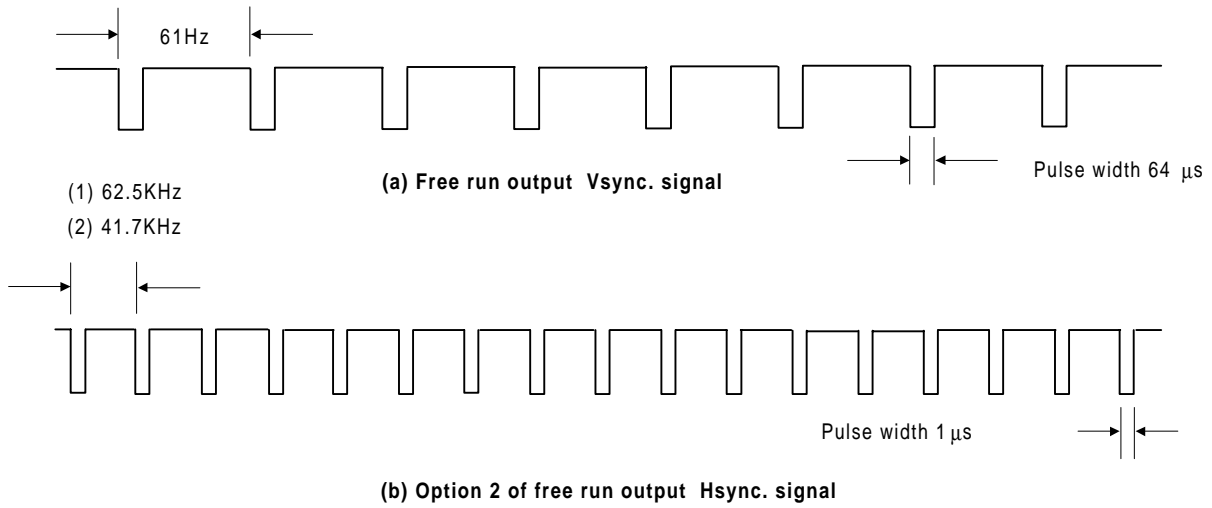 61Hz
(a) Free run output Vsync. signal
Pulse width 64 μs
(1) 62.5KHz
(2) 41.7KHz
Pulse width 1 μs
(b) Option 2 of free run output Hsync. signal